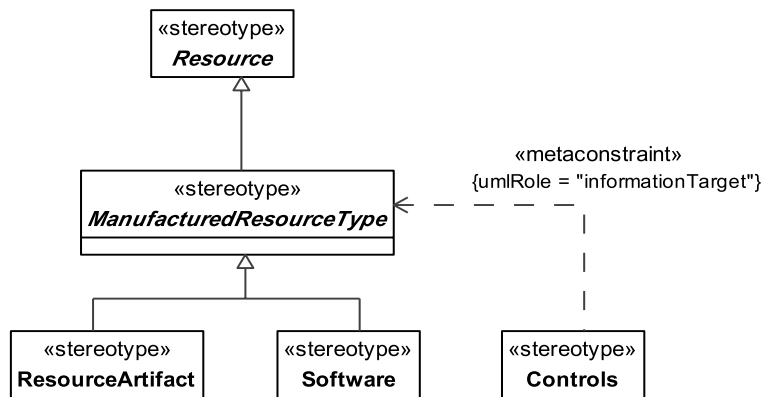 «stereotype»
Resource
«metaconstraint»
{umlRole = "informationTarget"}
«stereotype»
ManufacturedResourceType
«stereotype»
ResourceArtifact
«stereotype»
Software
«stereotype»
Controls